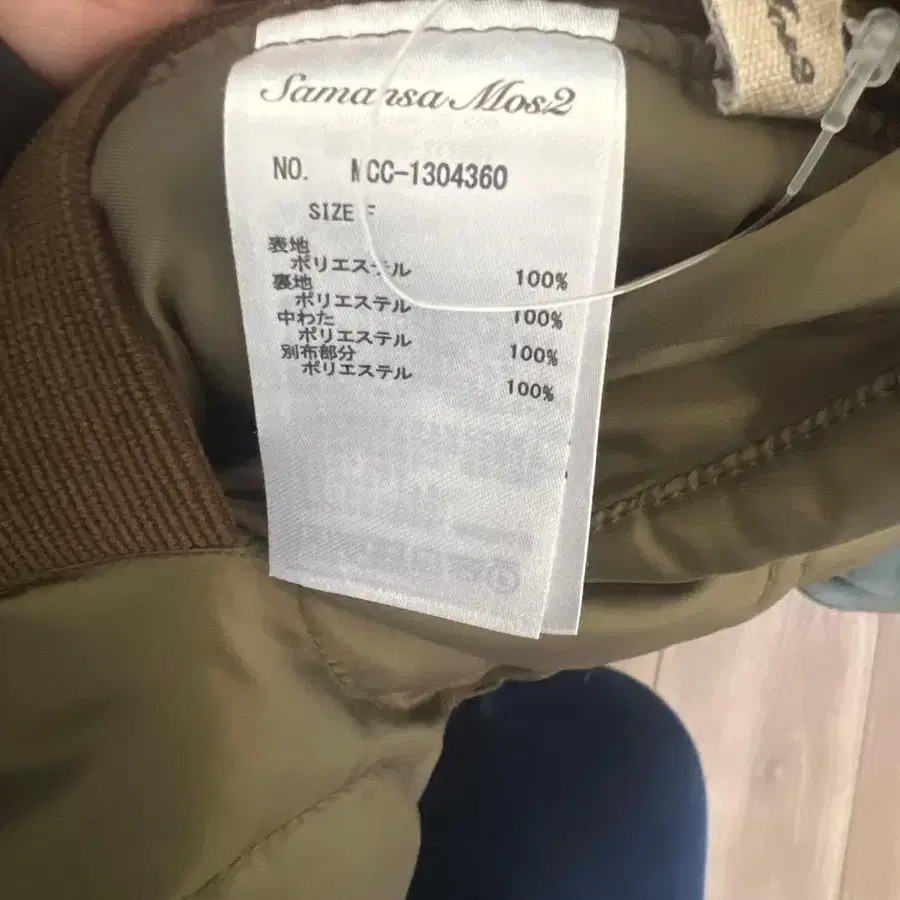 Samansa Mos2
NO. MCC-1304360
SIZE F
表地
ポリエステル 100%
裏地
ポリエステル 100%
中わた
ポリエステル 100%
別布部分
ポリエステル 100%